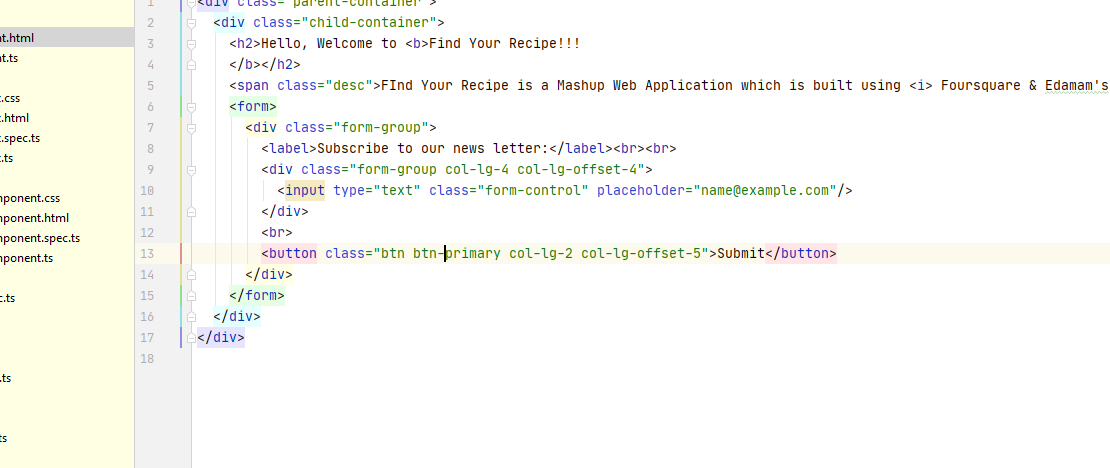 1 <div class="parent-container">
2 <div class="child-container">
nt.html
3 <h2>Hello, Welcome to <b>Find Your Recipe!!!
nt.ts
4 </b></h2>
5 <span class="desc">FInd Your Recipe is a Mashup Web Application which is built using <i> Foursquare & Edamam's
t.css
6 <form>
t.html
7 <div class="form-group">
t.spec.ts
8 <label>Subscribe to our news letter:</label><br><br>
t.ts
9 <div class="form-group col-lg-4 col-lg-offset-4">
10 <input type="text" class="form-control" placeholder="name@example.com"/>
mponent.css
11 </div>
mponent.html
12 <br>
mponent.spec.ts
13 <button class="btn btn-primary col-lg-2 col-lg-offset-5">Submit</button>
mponent.ts
14 </div>
15 </form>
c.ts
16 </div>
17 </div>
18
.ts
ts